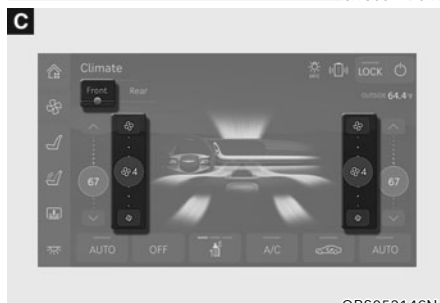 C
Climate
LOCK
Front Rear
OUTSIDE 64.4°F
4 4
67 67
AUTO OFF A/C AUTO